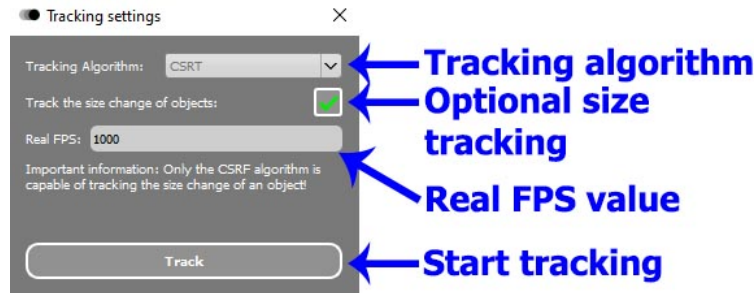 Tracking settings
Tracking Algorithm: CSRT
Track the size change of objects:
Real FPS: 1000
Important information: Only the CSRF algorithm is
capable of tracking the size change of an object!
Track
Tracking algorithm
Optional size
tracking
Real FPS value
Start tracking